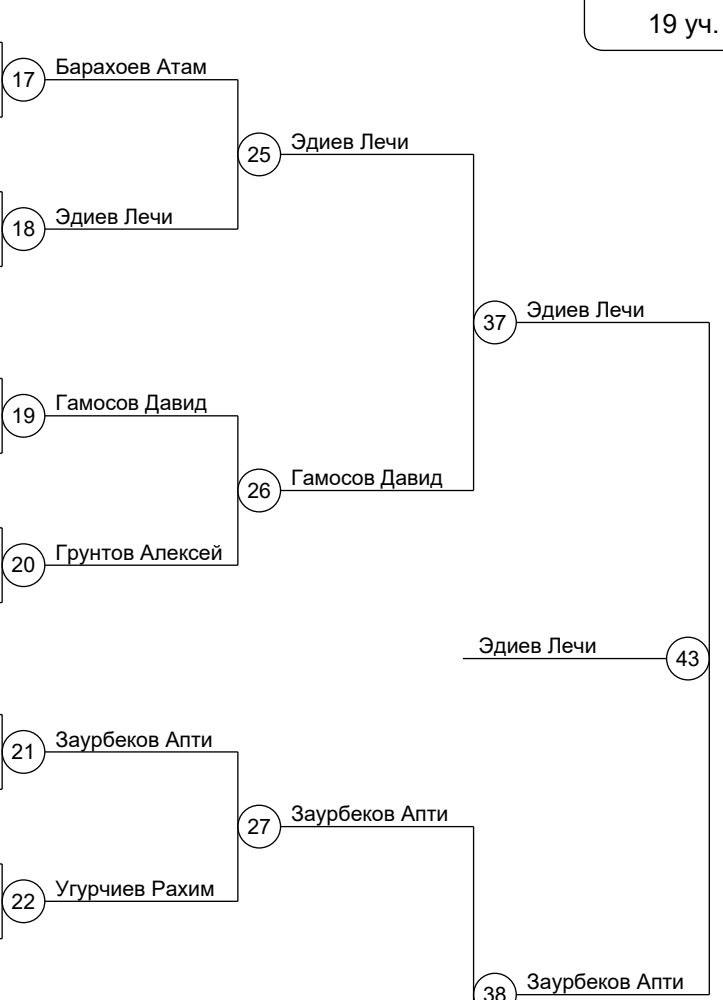 19 уч.
17 Барахоев Атам
25 Эдиев Лечи
18 Эдиев Лечи
37 Эдиев Лечи
19 Гамосов Давид
26 Гамосов Давид
20 Грунтов Алексей
Эдиев Лечи 43
21 Заурбеков Апти
27 Заурбеков Апти
22 Угурчиев Рахим
38 Заурбеков Апти